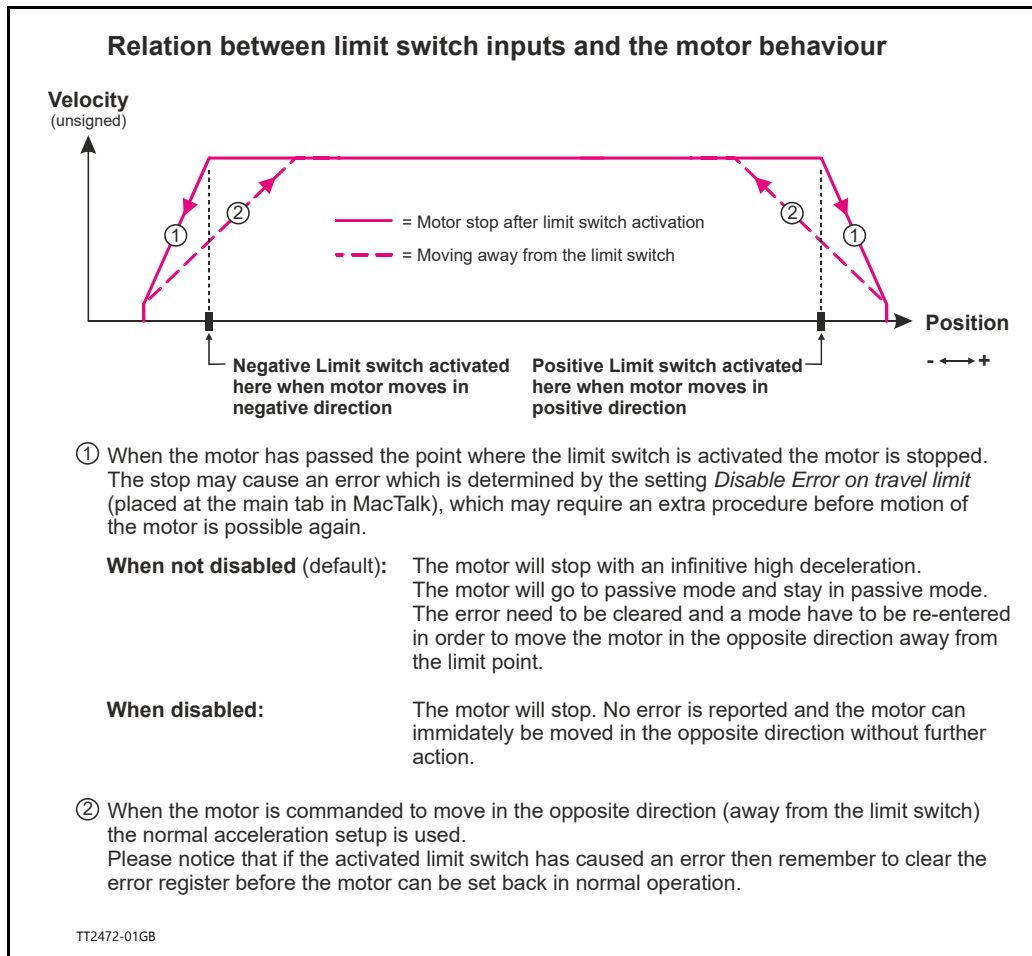 Relation between limit switch inputs and the motor behaviour
Velocity
(unsigned)
① ② ② ①
= Motor stop after limit switch activation
= Moving away from the limit switch
Position
- +
Negative Limit switch activated
here when motor moves in
negative direction
Positive Limit switch activated
here when motor moves in
positive direction
① When the motor has passed the point where the limit switch is activated the motor is stopped.
The stop may cause an error which is determined by the setting Disable Error on travel limit
(placed at the main tab in MacTalk), which may require an extra procedure before motion of
the motor is possible again.
When not disabled (default): The motor will stop with an infinitive high deceleration.
The motor will go to passive mode and stay in passive mode.
The error need to be cleared and a mode have to be re-entered
in order to move the motor in the opposite direction away from
the limit point.
When disabled: The motor will stop. No error is reported and the motor can
immidately be moved in the opposite direction without further
action.
② When the motor is commanded to move in the opposite direction (away from the limit switch)
the normal acceleration setup is used.
Please notice that if the activated limit switch has caused an error then remember to clear the
error register before the motor can be set back in normal operation.
TT2472-01GB